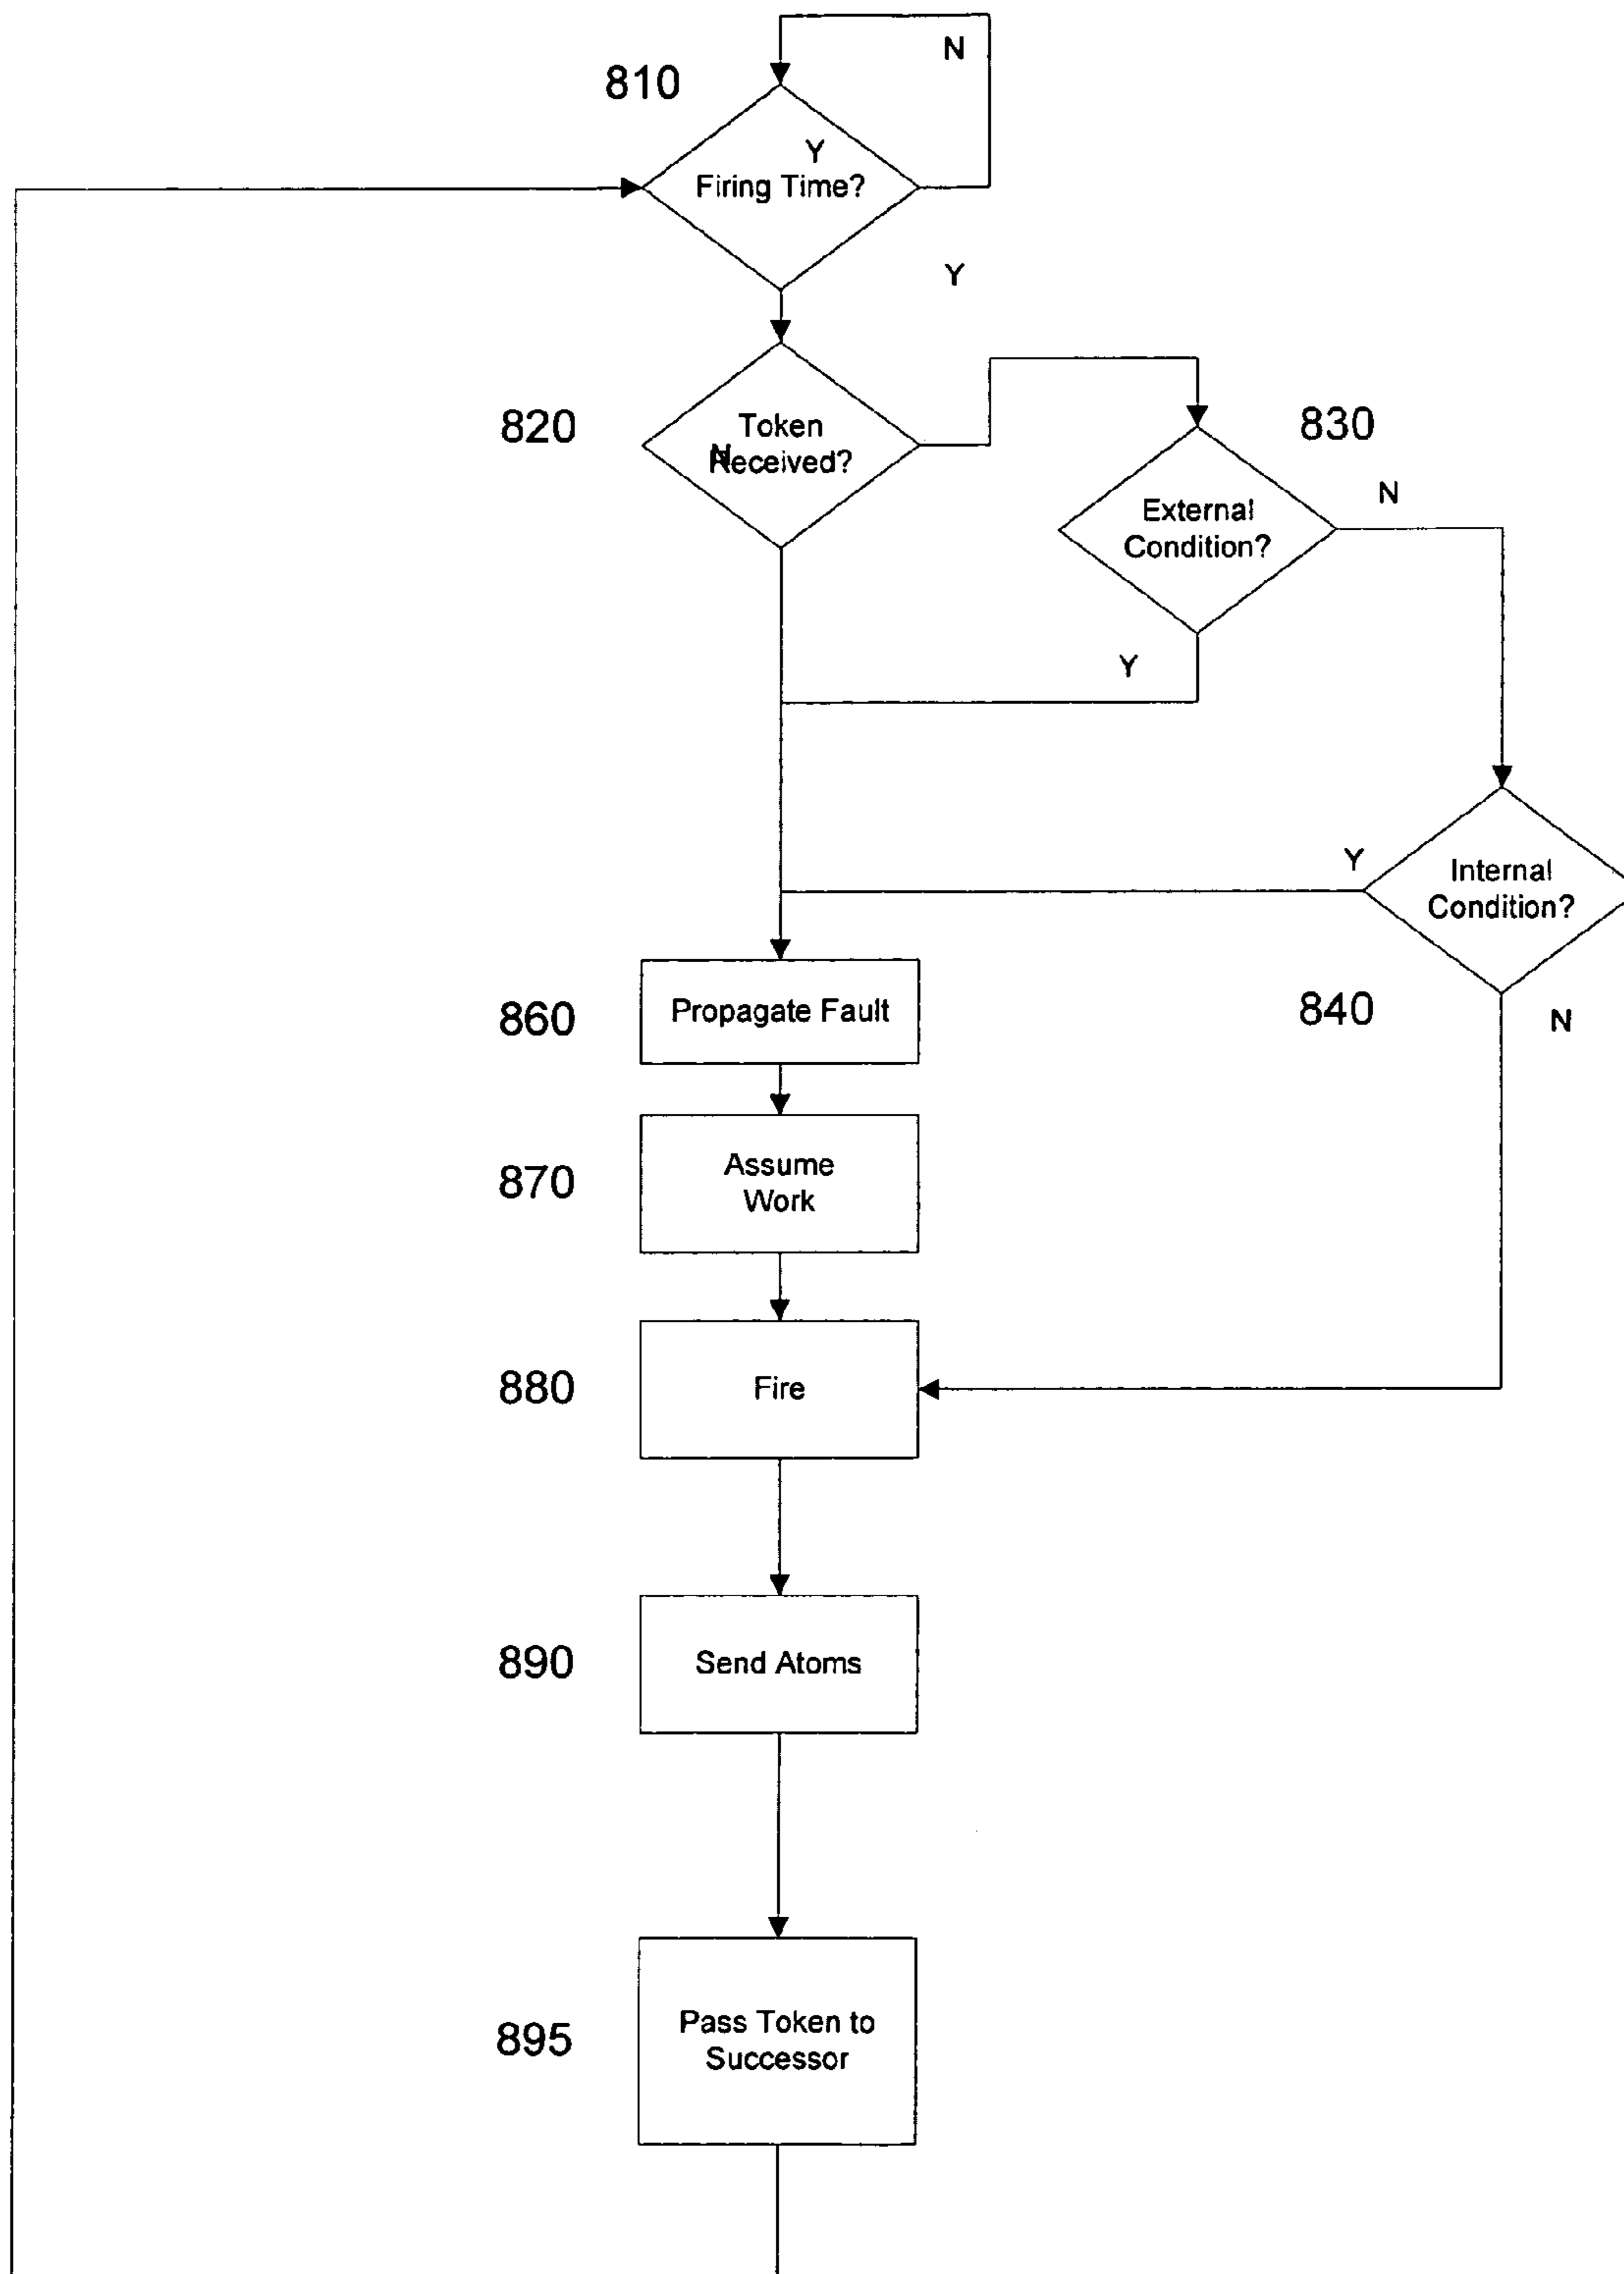 N
810
Y
Firing Time?
Y
820
Token
Received?
N
830
External
Condition?
N
Y
Y
Internal
Condition?
860
Propagate Fault
840
N
870
Assume
Work
880
Fire
890
Send Atoms
895
Pass Token to
Successor